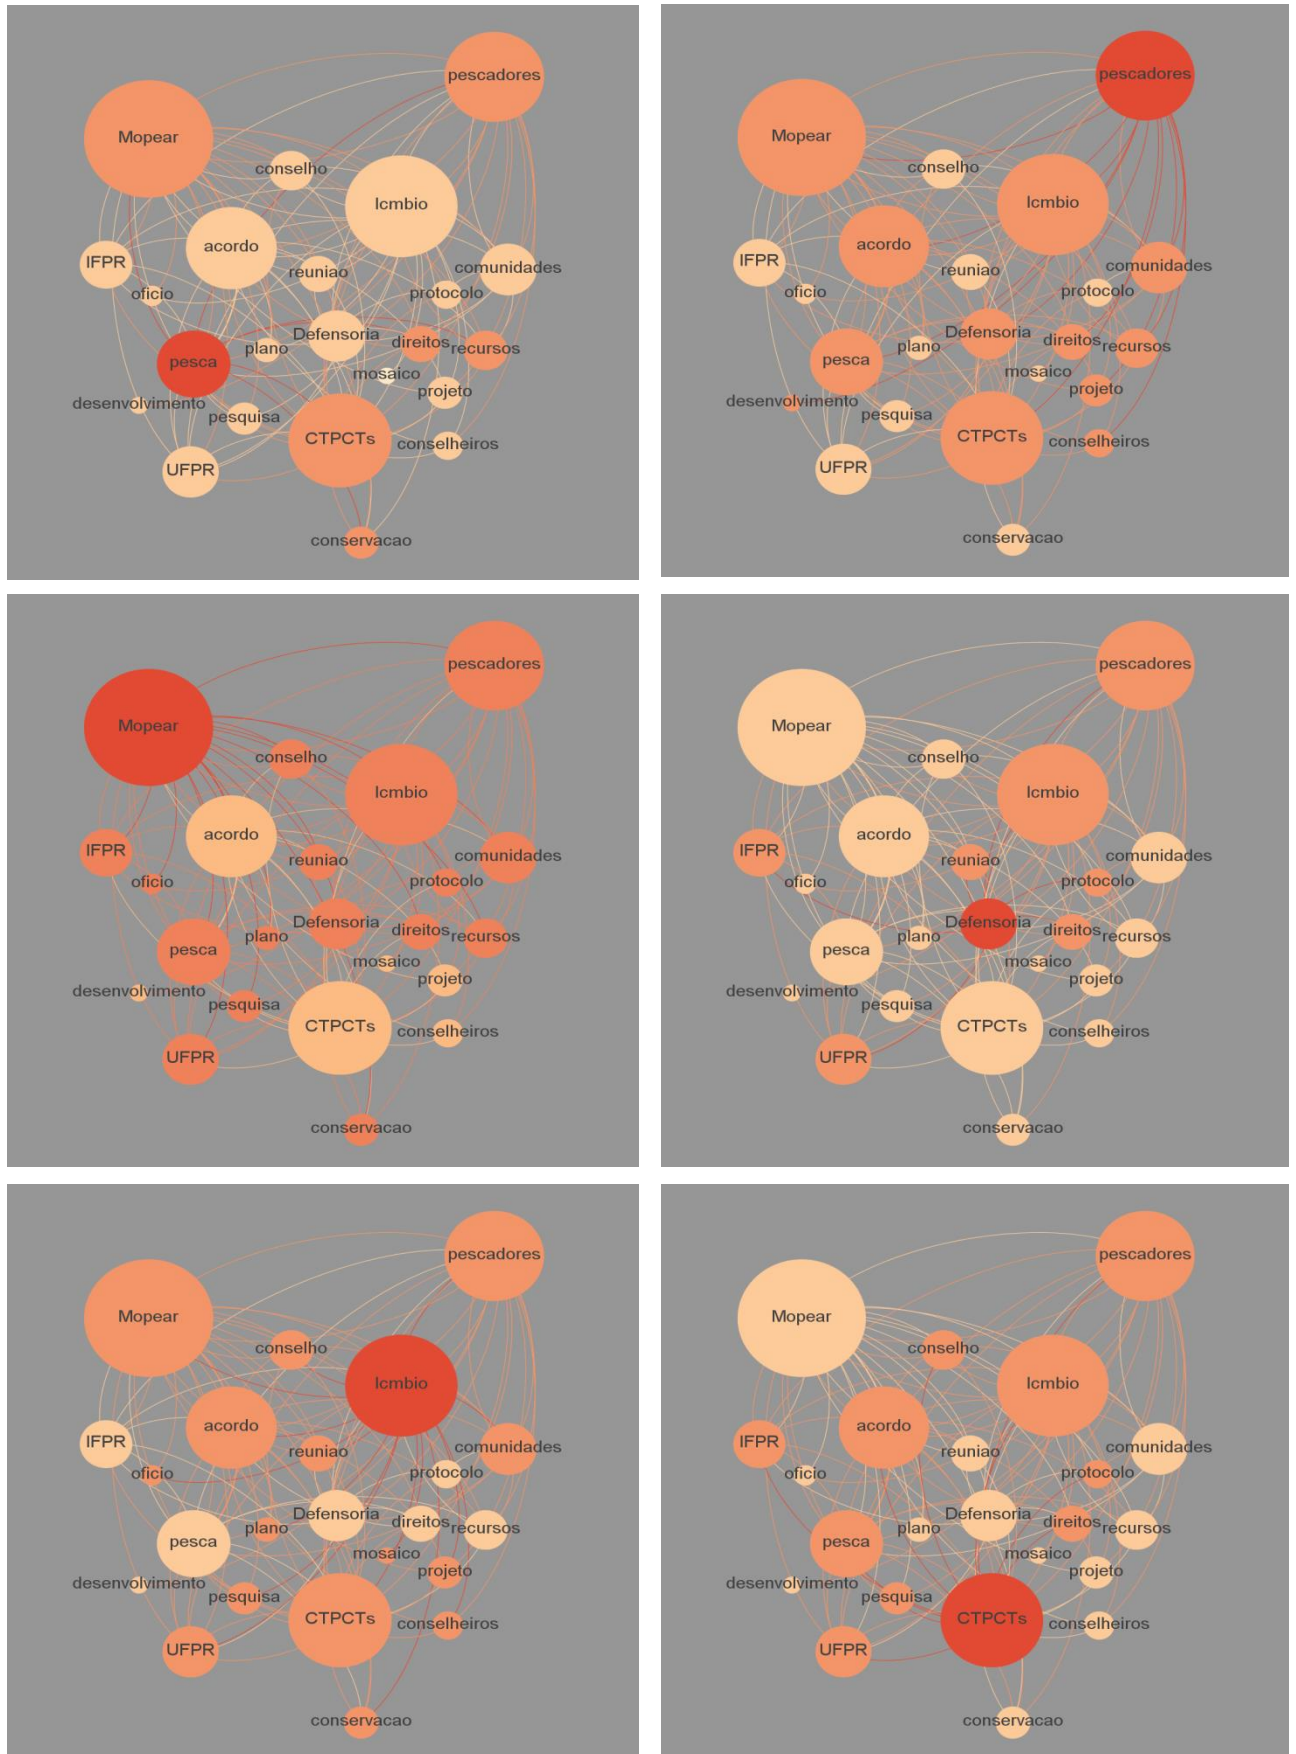 pescadores
Mopear
conselho
Icmbio
acordo
IFPR
reuniao
comunidades
oficio
protocolo
Defensoria
direitos
recursos
plano
pesca
mosaico
projeto
desenvolvimento
pesquisa
CTPCTs
conselheiros
UFPR
conservacao
pescadores
Mopear
conselho
Icmbio
acordo
IFPR
reuniao
comunidades
oficio
protocolo
Defensoria
direitos
recursos
plano
pesca
mosaico
projeto
desenvolvimento
pesquisa
CTPCTs
conselheiros
UFPR
conservacao
pescadores
Mopear
conselho
Icmbio
acordo
IFPR
reuniao
comunidades
oficio
protocolo
Defensoria
direitos
recursos
plano
pesca
mosaico
projeto
desenvolvimento
pesquisa
CTPCTs
conselheiros
UFPR
conservacao
pescadores
Mopear
conselho
Icmbio
acordo
IFPR
reuniao
comunidades
oficio
protocolo
Defensoria
direitos
recursos
plano
pesca
mosaico
projeto
desenvolvimento
pesquisa
CTPCTs
conselheiros
UFPR
conservacao
pescadores
Mopear
conselho
Icmbio
acordo
IFPR
reuniao
comunidades
oficio
protocolo
Defensoria
direitos
recursos
plano
pesca
mosaico
projeto
desenvolvimento
pesquisa
CTPCTs
conselheiros
UFPR
conservacao
pescadores
Mopear
conselho
Icmbio
acordo
IFPR
reuniao
comunidades
oficio
protocolo
Defensoria
direitos
recursos
plano
pesca
mosaico
projeto
desenvolvimento
pesquisa
CTPCTs
conselheiros
UFPR
conservacao